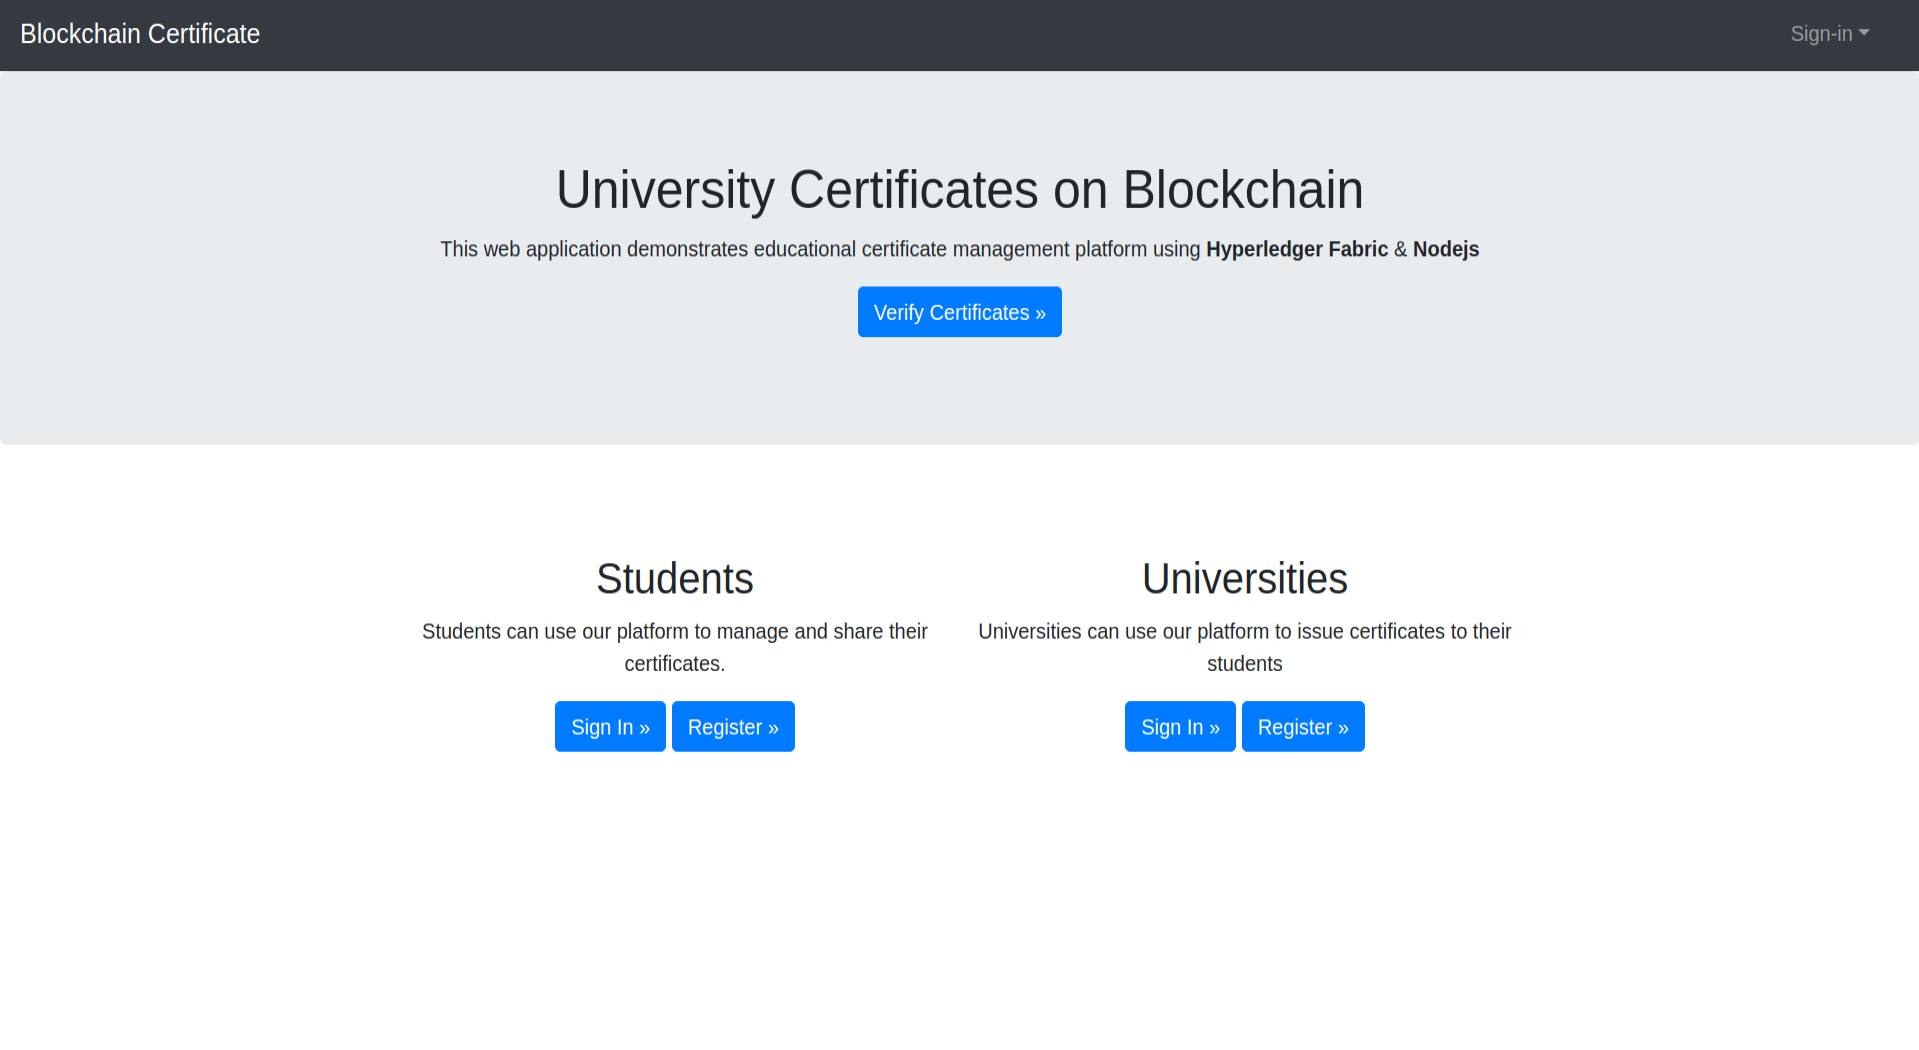 Blockchain Certificate
Sign-in
University Certificates on Blockchain
This web application demonstrates educational certificate management platform using Hyperledger Fabric & Nodejs
Verify Certificates »
Students
Students can use our platform to manage and share their
certificates.
Sign In » Register »
Universities
Universities can use our platform to issue certificates to their
students
Sign In » Register »